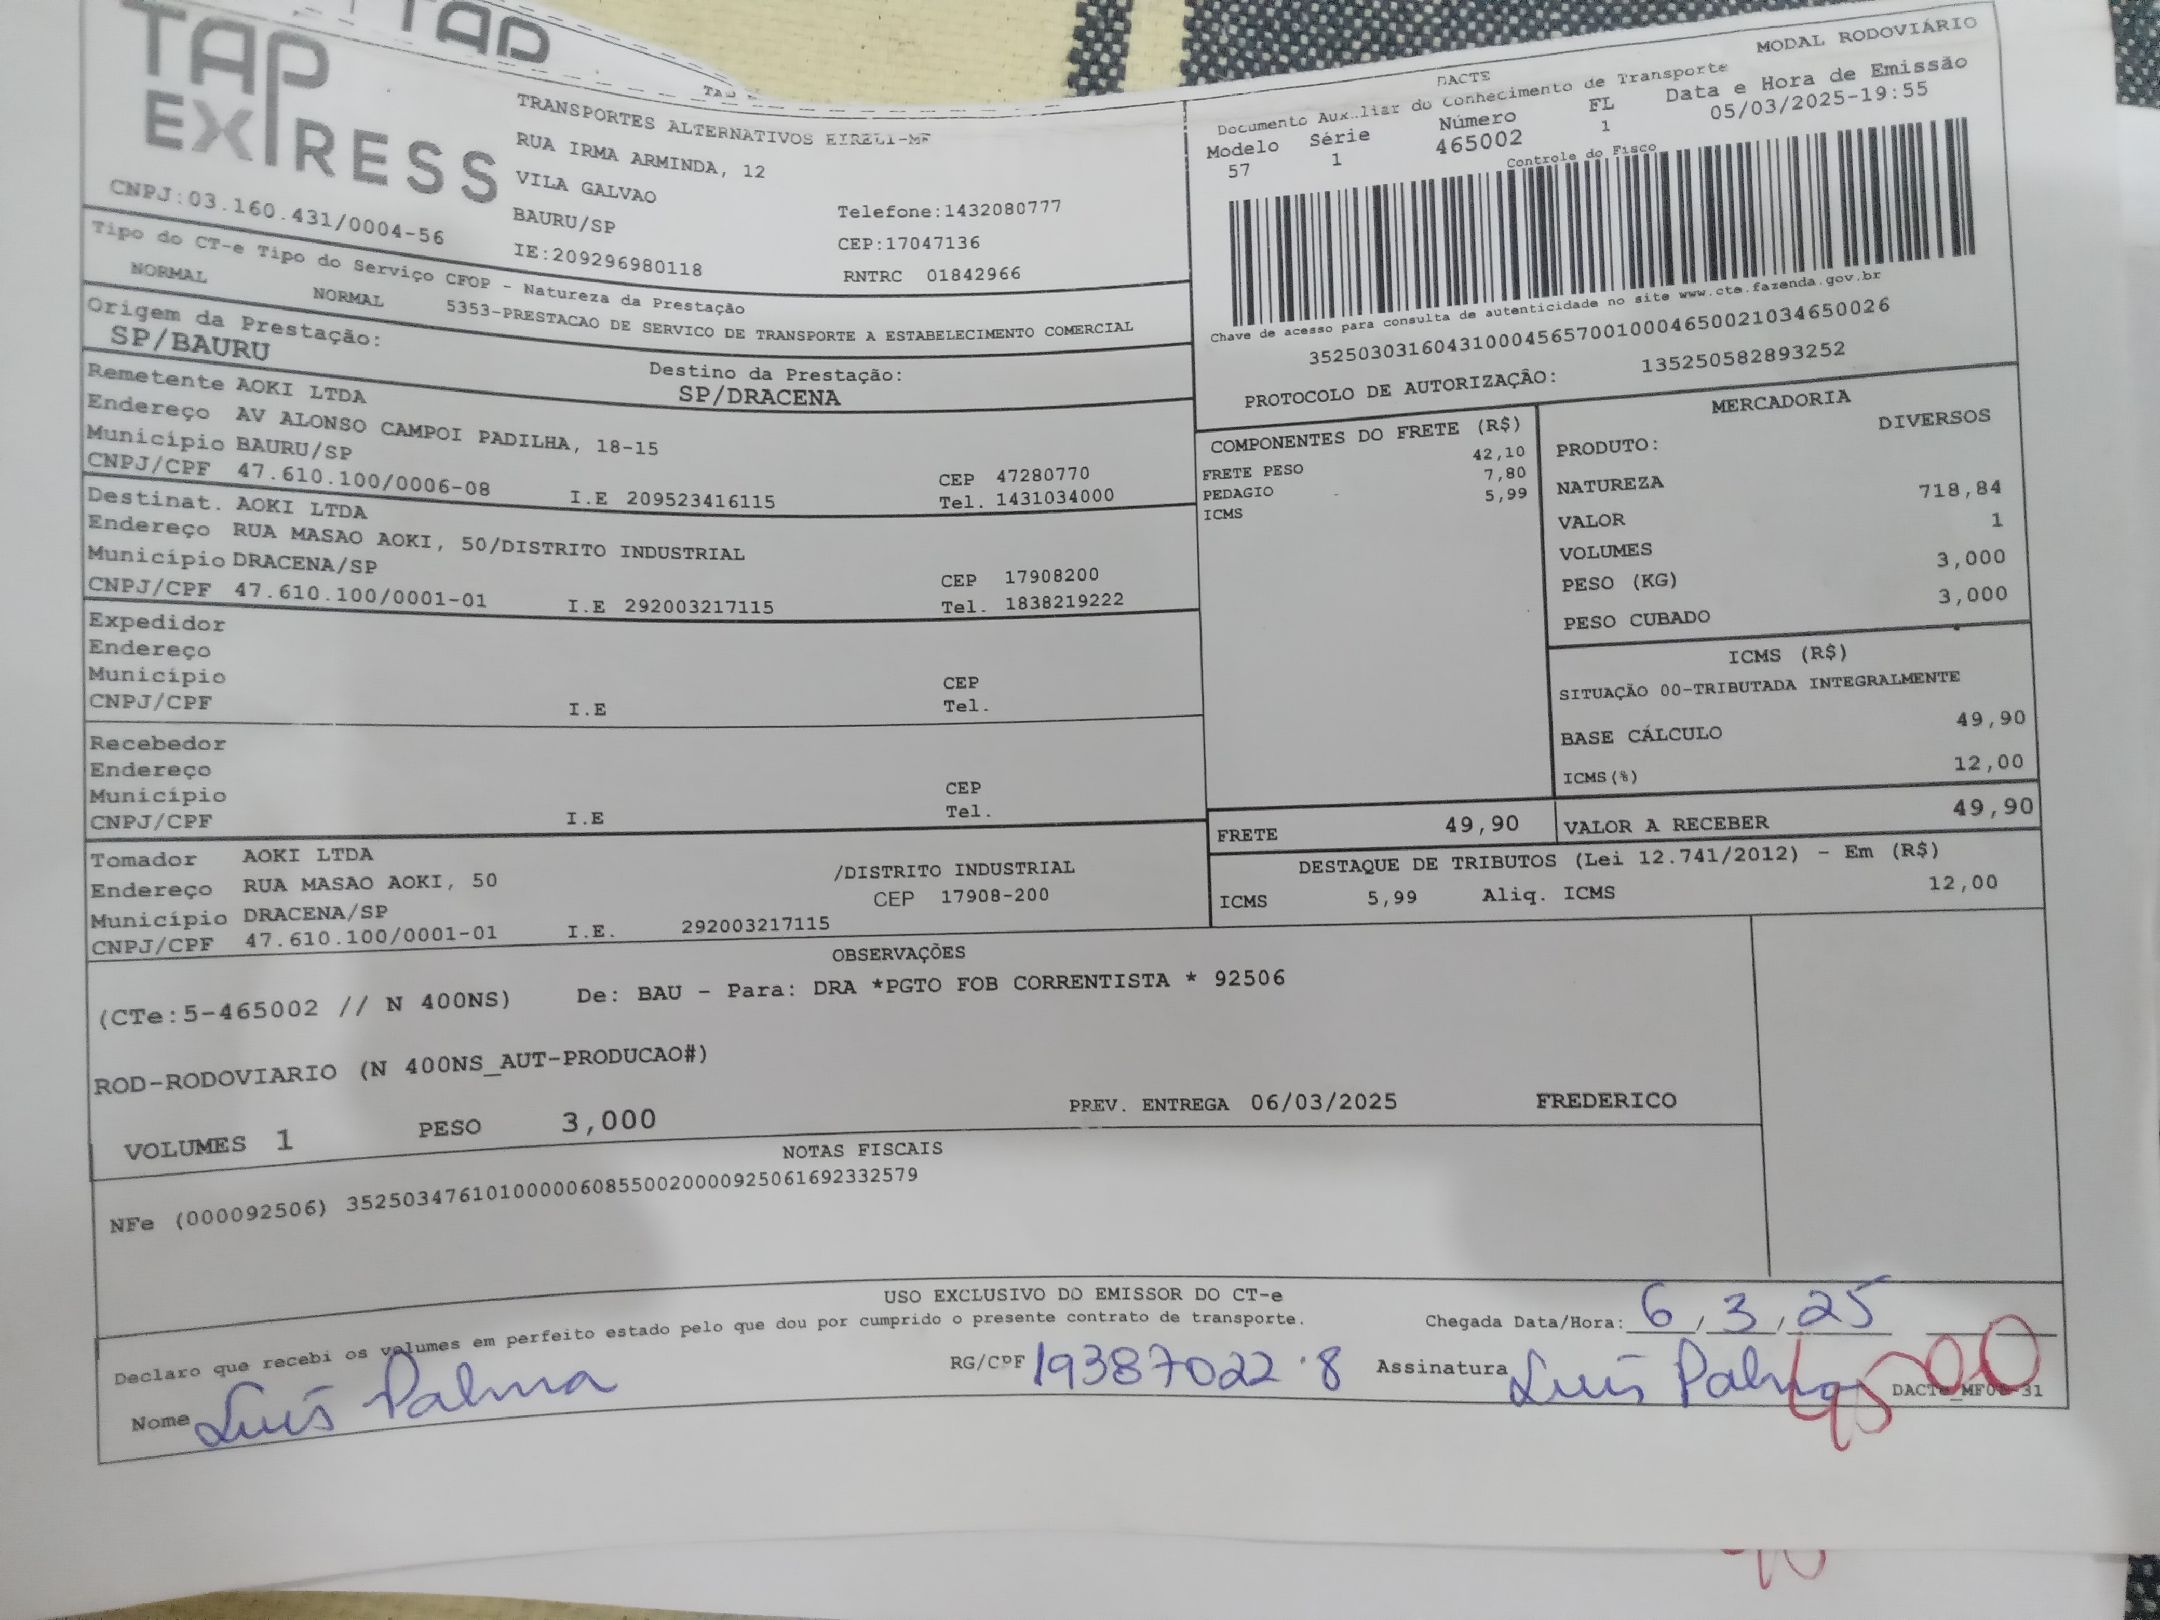 TAP
TAP
EXPRESS
CNPJ:03.160.431/0004-56
TRANSPORTES ALTERNATIVOS EIRELI-MF
RUA IRMA ARMINDA, 12
VILA GALVAO
BAURU/SP
IE:209296980118
Telefone:1432080777
CEP:17047136
RNTRC 01842966
MODAL RODOVIÁRIO
DACTE
Documento Auxiliar do Conhecimento de Transporte
Modelo Série Número FL Data e Hora de Emissão
57 1 465002 1 05/03/2025-19:55
Controle do Fisco
Chave de acesso para consulta de autenticidade no site www.cte.fazenda.gov.br
35250303160431000456570010004650021034650026
PROTOCOLO DE AUTORIZAÇÃO: 135250582893252
Tipo do CT-e Tipo do Serviço CFOP - Natureza da Prestação
NORMAL NORMAL 5353-PRESTACAO DE SERVICO DE TRANSPORTE A ESTABELECIMENTO COMERCIAL
Origem da Prestação: Destino da Prestação:
SP/BAURU SP/DRACENA
Remetente AOKI LTDA
Endereço AV ALONSO CAMPOI PADILHA, 18-15
Município BAURU/SP CEP 47280770
CNPJ/CPF 47.610.100/0006-08 I.E 209523416115 Tel. 1431034000
Destinat. AOKI LTDA
Endereço RUA MASAO AOKI, 50/DISTRITO INDUSTRIAL
Município DRACENA/SP CEP 17908200
CNPJ/CPF 47.610.100/0001-01 I.E 292003217115 Tel. 1838219222
Expedidor
Endereço
Município CEP
CNPJ/CPF I.E Tel.
Recebedor
Endereço
Município CEP
CNPJ/CPF I.E Tel.
Tomador AOKI LTDA
Endereço RUA MASAO AOKI, 50 /DISTRITO INDUSTRIAL
Município DRACENA/SP CEP 17908-200
CNPJ/CPF 47.610.100/0001-01 I.E. 292003217115
COMPONENTES DO FRETE (R$)
FRETE PESO 42,10
PEDAGIO - 7,80
ICMS 5,99
MERCADORIA
PRODUTO: DIVERSOS
NATUREZA
VALOR 718,84
VOLUMES 1
PESO (KG) 3,000
PESO CUBADO 3,000
ICMS (R$)
SITUAÇÃO 00-TRIBUTADA INTEGRALMENTE
BASE CÁLCULO 49,90
ICMS(%) 12,00
FRETE 49,90 VALOR A RECEBER 49,90
DESTAQUE DE TRIBUTOS (Lei 12.741/2012) - Em (R$)
ICMS 5,99 Aliq. ICMS 12,00
OBSERVAÇÕES
(CTe:5-465002 // N 400NS) De: BAU - Para: DRA *PGTO FOB CORRENTISTA * 92506
ROD-RODOVIARIO (N 400NS_AUT-PRODUCAO#)
VOLUMES 1 PESO 3,000 PREV. ENTREGA 06/03/2025 FREDERICO
NOTAS FISCAIS
NFe (000092506) 35250347610100000608550020000925061692332579
USO EXCLUSIVO DO EMISSOR DO CT-e
Declaro que recebi os volumes em perfeito estado pelo que dou por cumprido o presente contrato de transporte. Chegada Data/Hora: 6/3/25
Nome Luis Palma RG/CPF 19387022-8 Assinatura Luis Palma